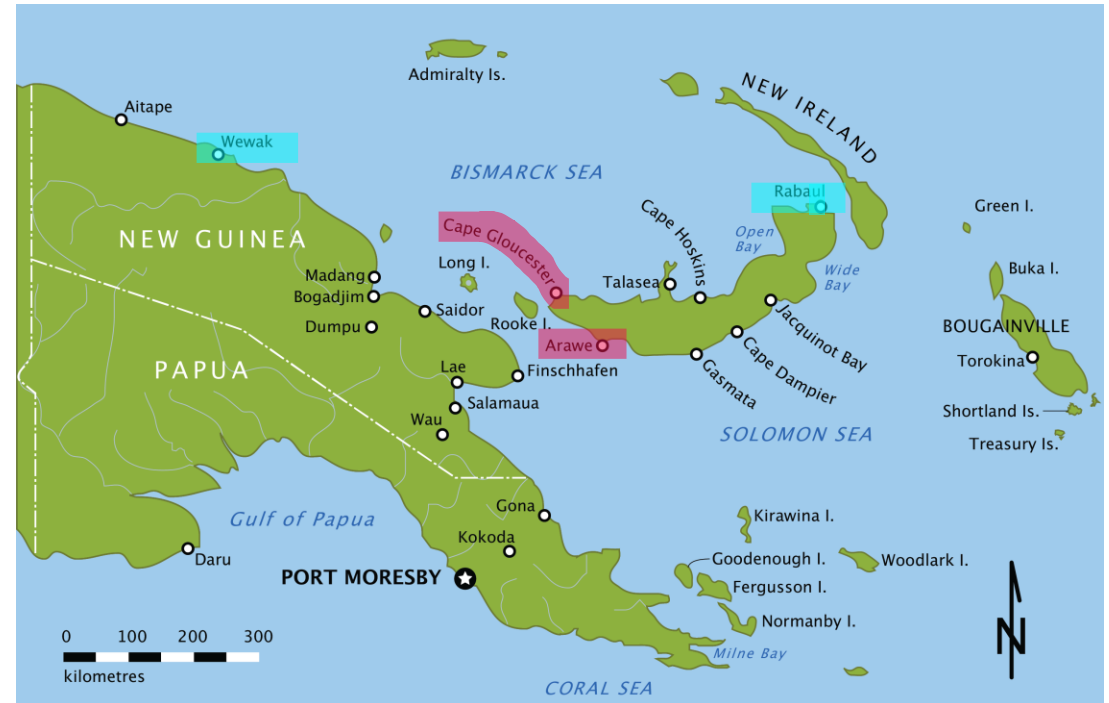 Admiralty Is.
NEW IRELAND
Aitape
Wewak
BISMARCK SEA
Rabaul
Green I.
Cape Gloucester
Cape Hoskins
Open
Bay
NEW GUINEA
Long I.
Wide
Bay
Buka I.
Madang
Talasea
Bogadjim
Saidor
Rooke I.
Jacquinot Bay
BOUGAINVILLE
Dumpu
Arawe
Cape Dampier
Torokina
PAPUA
Lae
Finschhafen
Gasmata
Salamaua
Shortland Is.
Wau
SOLOMON SEA
Treasury Is.
Gona
Gulf of Papua
Kirawina I.
Kokoda
Daru
Goodenough I.
Woodlark I.
PORT MORESBY
Fergusson I.
Normanby I.
0 100 200 300
kilometres
Milne Bay
N
CORAL SEA